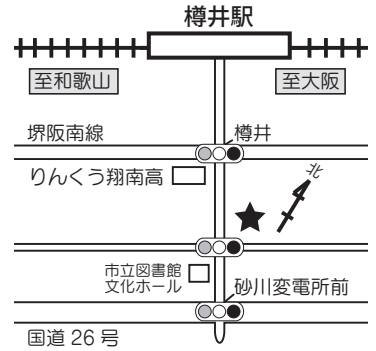 樽井駅
至和歌山
至大阪
堺阪南線
樽井
りんくう翔南高
北
市立図書館
文化ホール
砂川変電所前
国道26号